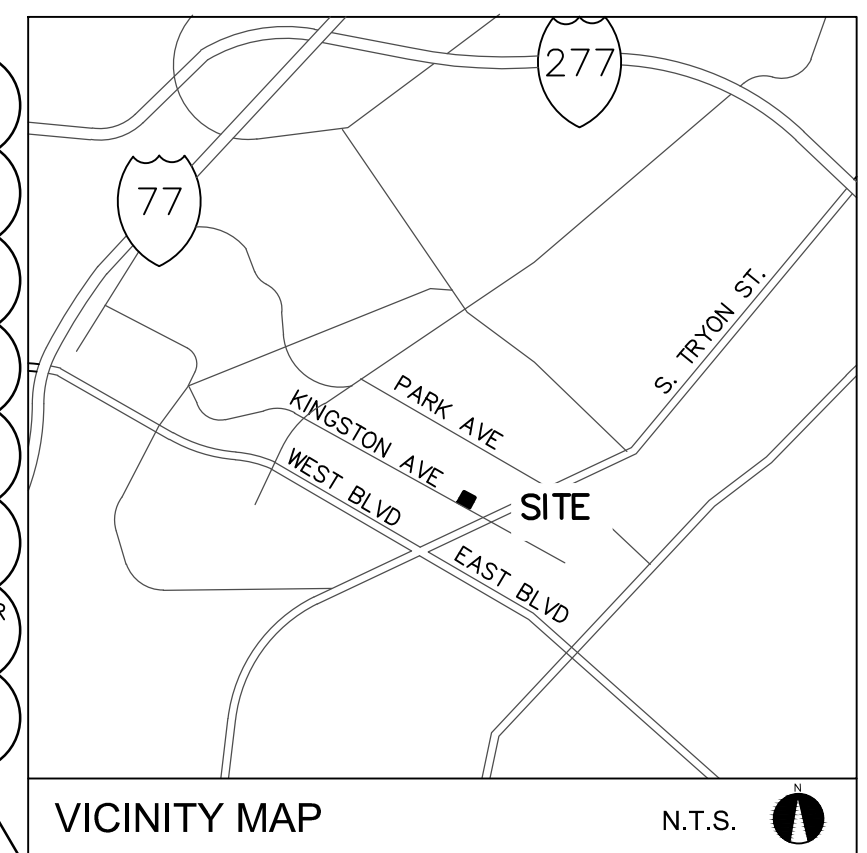 277
77
S. TRYON ST.
PARK AVE
KINGSTON AVE
WEST BLVD
SITE
EAST BLVD
VICINITY MAP
N.T.S.
N